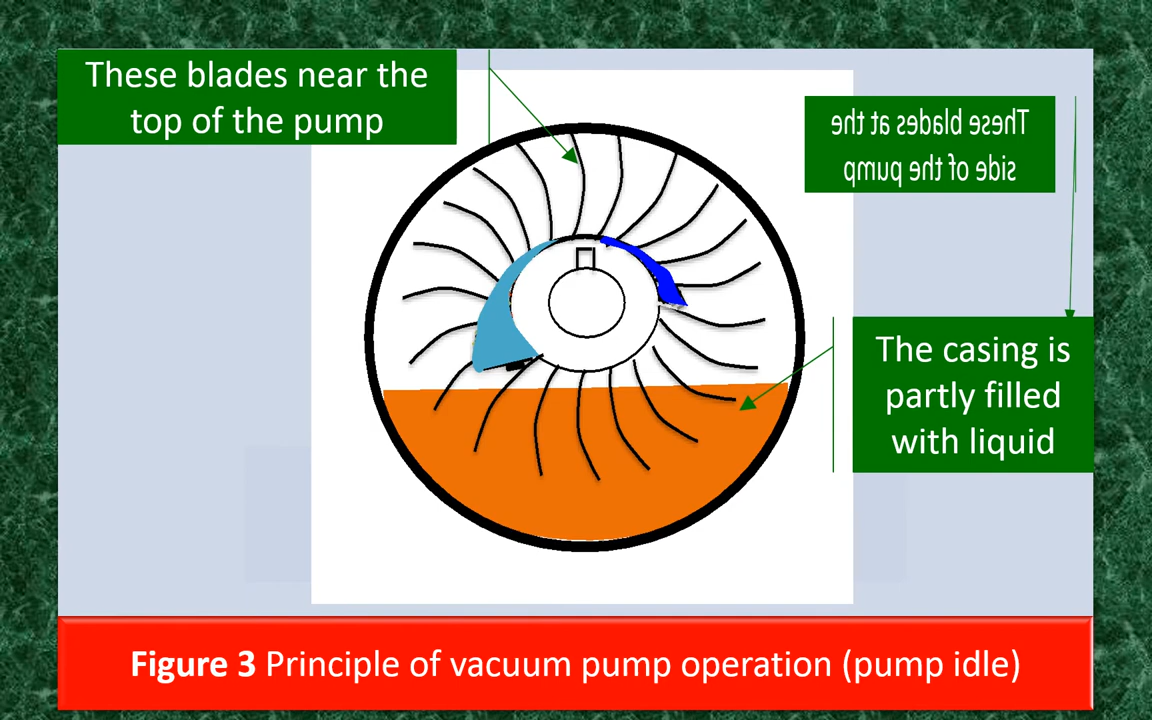 These blades near the
top of the pump
These blades at the
side of the pump
The casing is
partly filled
with liquid
Figure 3 Principle of vacuum pump operation (pump idle)